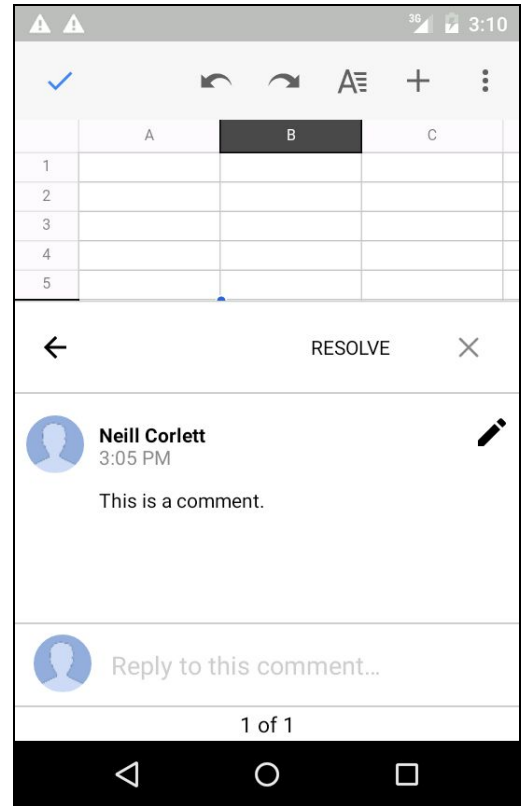 36 3:10
A
A B C
1
2
3
4
5
RESOLVE
Neill Corlett
3:05 PM
This is a comment.
Reply to this comment...
1 of 1